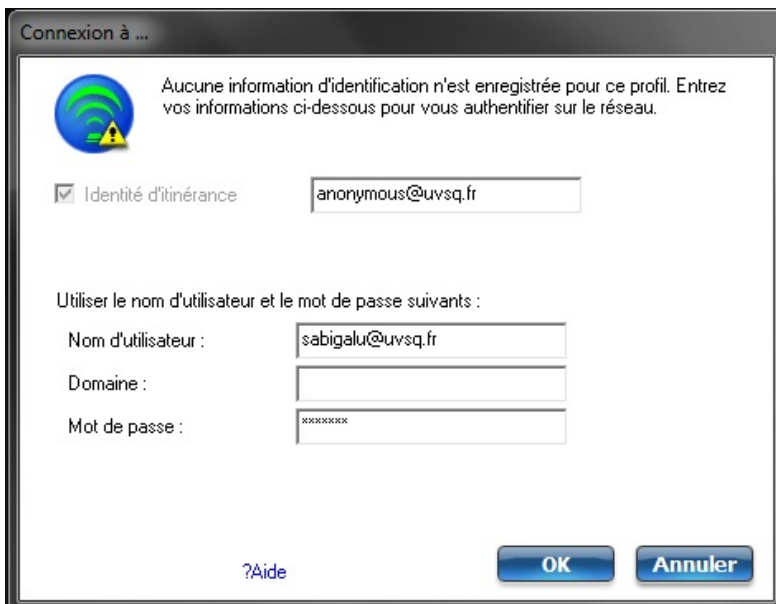 Connexion à ...
Aucune information d'identification n'est enregistrée pour ce profil. Entrez
vos informations ci-dessous pour vous authentifier sur le réseau.
Identité d'itinérance anonymous@uvsq.fr
Utiliser le nom d'utilisateur et le mot de passe suivants :
Nom d'utilisateur : sabigalu@uvsq.fr
Domaine :
Mot de passe : xxxxxxx
?Aide OK Annuler